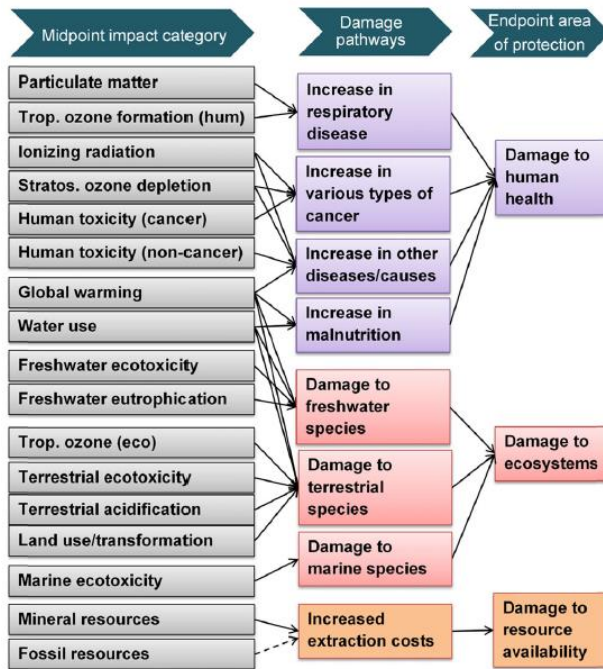 Midpoint impact category
Damage
pathways
Endpoint area
of protection
Particulate matter
Trop. ozone formation (hum)
Ionizing radiation
Stratos. ozone depletion
Human toxicity (cancer)
Human toxicity (non-cancer)
Global warming
Water use
Freshwater ecotoxicity
Freshwater eutrophication
Trop. ozone (eco)
Terrestrial ecotoxicity
Terrestrial acidification
Land use/transformation
Marine ecotoxicity
Mineral resources
Fossil resources
Increase in
respiratory
disease
Increase in
various types of
cancer
Increase in other
diseases/causes
Increase in
malnutrition
Damage to
freshwater
species
Damage to
terrestrial
species
Damage to
marine species
Increased
extraction costs
Damage to
human
health
Damage to
ecosystems
Damage to
resource
availability